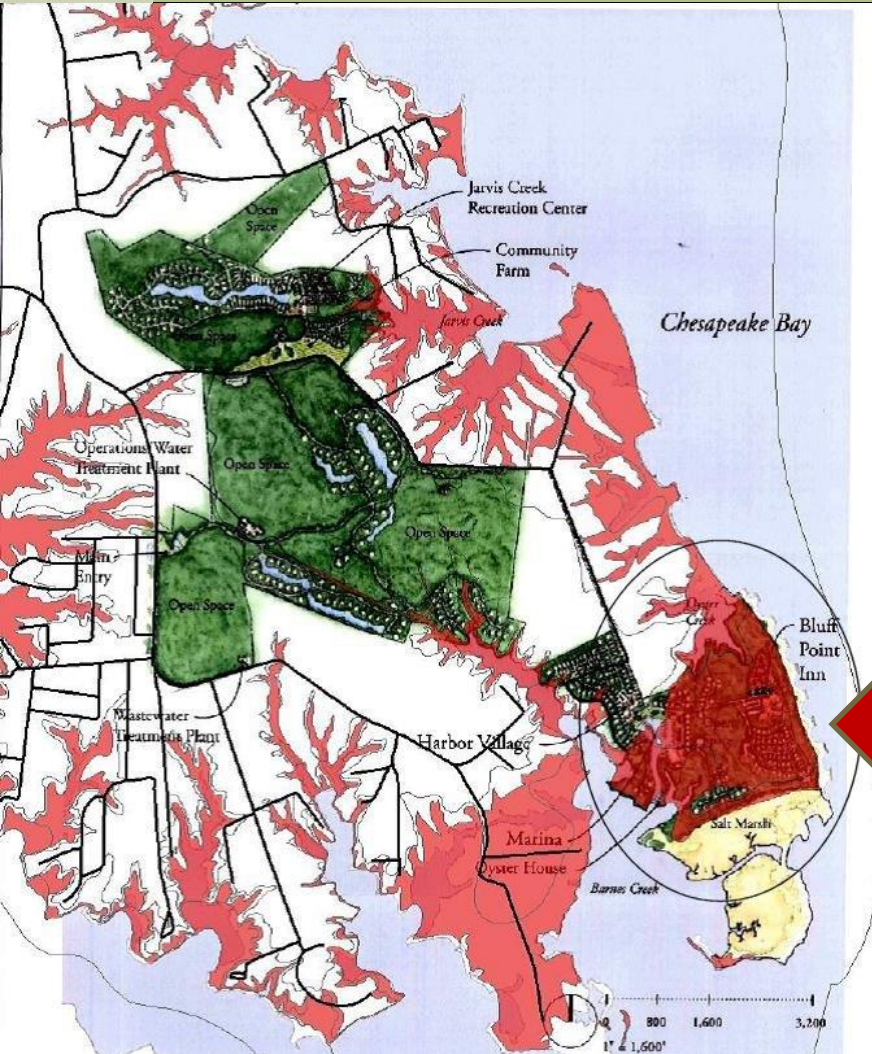 Open
Space
Jarvis Creek
Recreation Center
Community
Farm
Jarvis Creek
Chesapeake Bay
Operations/Water
Treatment Plant
Open Space
Open Space
Main
Entry
Open Space
Bluff
Point
Inn
Wastewater
Treatment Plant
Harbor Village
Marina
Oyster House
Salt Marsh
Barnes Creek
0 800 1,600 3,200
1" = 1,600'